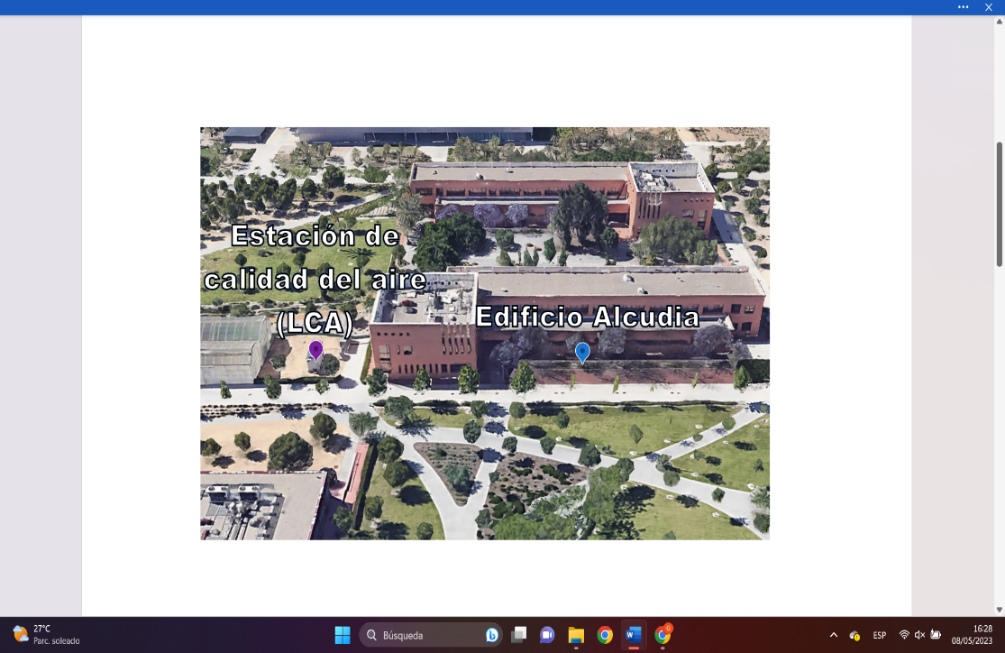 Estación de
calidad del aire
(LCA)
Edificio Alcudia
27°C
Parc. soleado
Búsqueda
ESP
16:28
08/05/2023